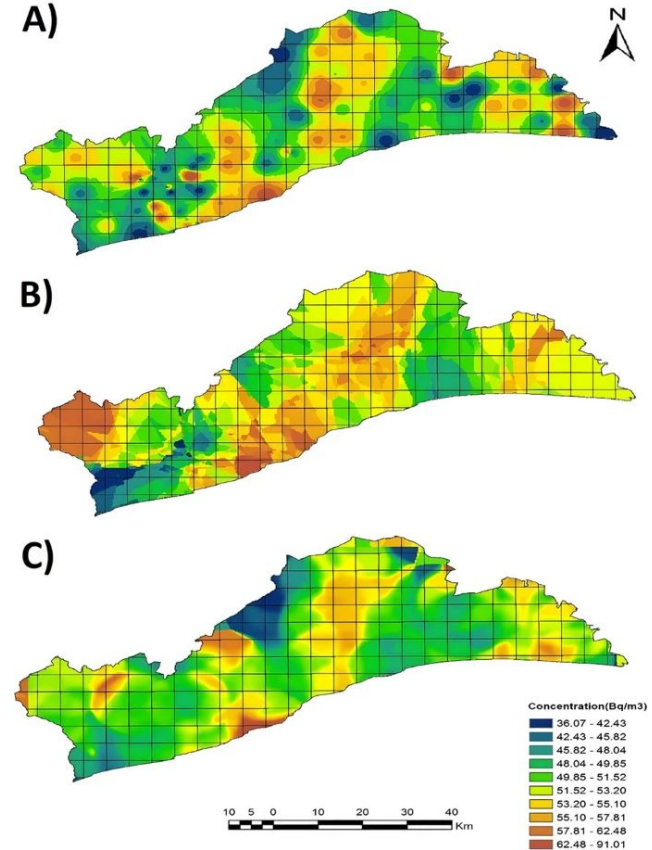 A)
N
B)
C)
Concentration(Bq/m3)
36.07 - 42.43
42.43 - 45.82
45.82 - 48.04
48.04 - 49.85
49.85 - 51.52
51.52 - 53.20
53.20 - 55.10
55.10 - 57.81
57.81 - 62.48
62.48 - 91.01
10 5 0 10 20 30 40
Km